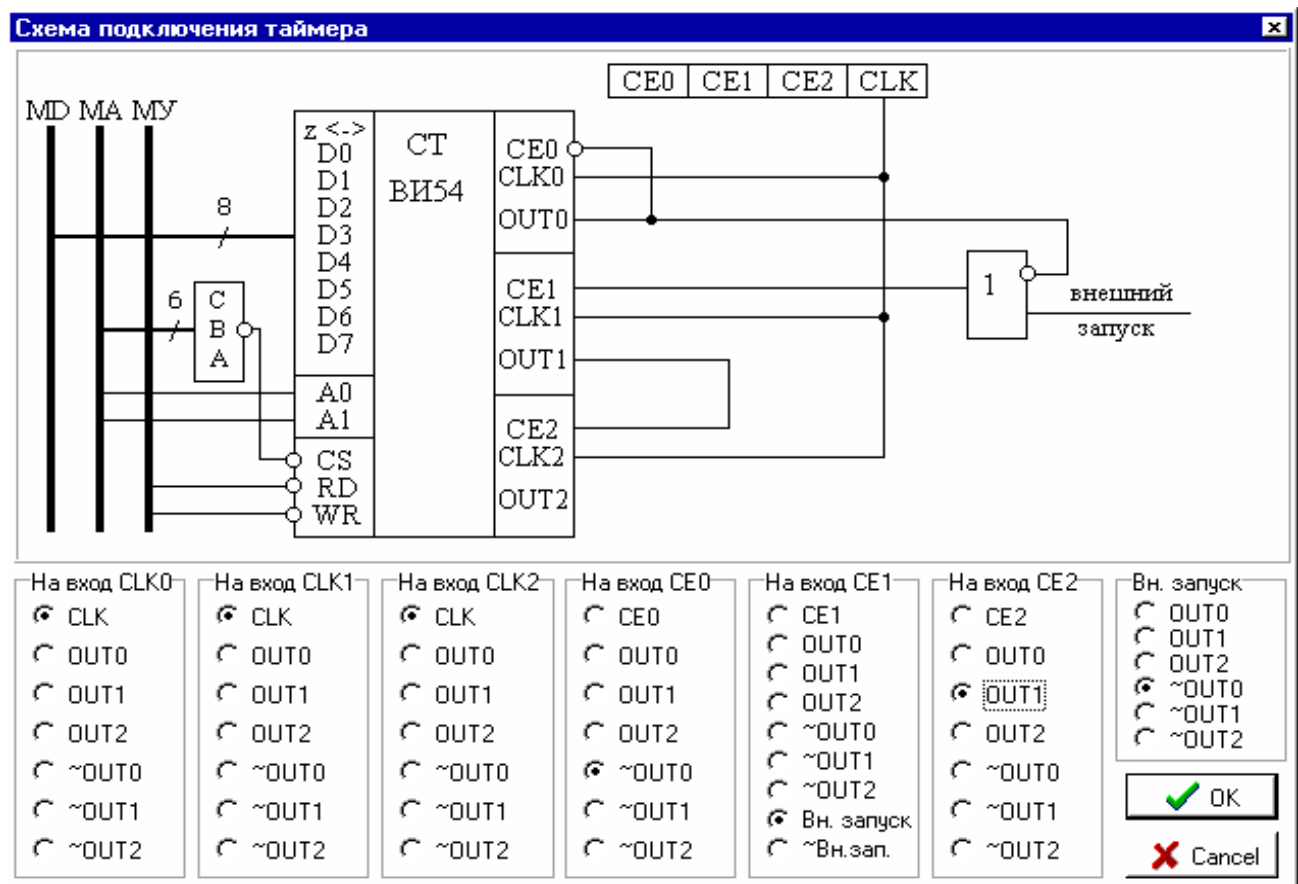 Схема подключения таймера
CE0 CE1 CE2 CLK
МD МА МУ
z <->
D0
D1
D2
D3
D4
D5
D6
D7
A0
A1
CS
RD
WR
СТ
ВИ54
CE0
CLK0
OUT0
CE1
CLK1
OUT1
CE2
CLK2
OUT2
8
6
C
B
A
1
внешний
запуск
На вход CLK0
CLK
OUT0
OUT1
OUT2
~OUT0
~OUT1
~OUT2
На вход CLK1
CLK
OUT0
OUT1
OUT2
~OUT0
~OUT1
~OUT2
На вход CLK2
CLK
OUT0
OUT1
OUT2
~OUT0
~OUT1
~OUT2
На вход CE0
CE0
OUT0
OUT1
OUT2
~OUT0
~OUT1
~OUT2
На вход CE1
CE1
OUT0
OUT1
OUT2
~OUT0
~OUT1
~OUT2
Вн. запуск
~Вн.зап.
На вход CE2
CE2
OUT0
OUT1
OUT2
~OUT0
~OUT1
~OUT2
Вн. запуск
OUT0
OUT1
OUT2
~OUT0
~OUT1
~OUT2
OK
Cancel